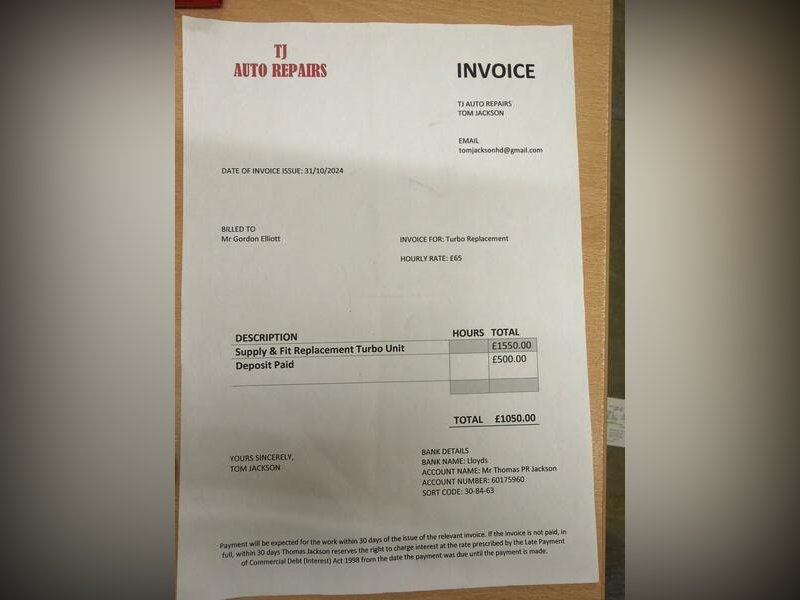 TJ
AUTO REPAIRS
INVOICE
TJ AUTO REPAIRS
TOM JACKSON
EMAIL
tomjacksonhd@gmail.com
DATE OF INVOICE ISSUE: 31/10/2024
BILLED TO
Mr Gordon Elliott
INVOICE FOR: Turbo Replacement
HOURLY RATE: £65
DESCRIPTION HOURS TOTAL
Supply & Fit Replacement Turbo Unit £1550.00
Deposit Paid £500.00
TOTAL £1050.00
YOURS SINCERELY,
TOM JACKSON
BANK DETAILS
BANK NAME: Lloyds
ACCOUNT NAME: Mr Thomas PR Jackson
ACCOUNT NUMBER: 60175960
SORT CODE: 30-84-63
Payment will be expected for the work within 30 days of the issue of the relevant invoice. If the invoice is not paid, in
full, within 30 days Thomas Jackson reserves the right to charge interest at the rate prescribed by the Late Payment
of Commercial Debt (Interest) Act 1998 from the date the payment was due until the payment is made.